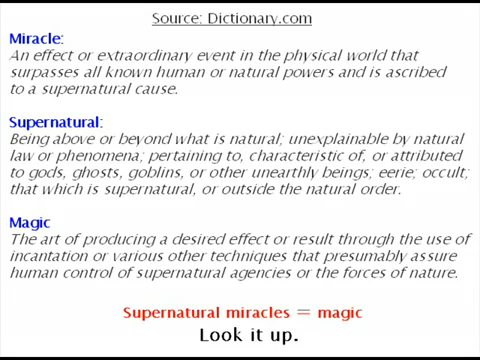 Source: Dictionary.com
Miracle:
An effect or extraordinary event in the physical world that
surpasses all known human or natural powers and is ascribed
to a supernatural cause.
Supernatural:
Being above or beyond what is natural; unexplainable by natural
law or phenomena; pertaining to, characteristic of, or attributed
to gods, ghosts, goblins, or other unearthly beings; eerie; occult;
that which is supernatural, or outside the natural order.
Magic
The art of producing a desired effect or result through the use of
incantation or various other techniques that presumably assure
human control of supernatural agencies or the forces of nature.
Supernatural miracles = magic
Look it up.